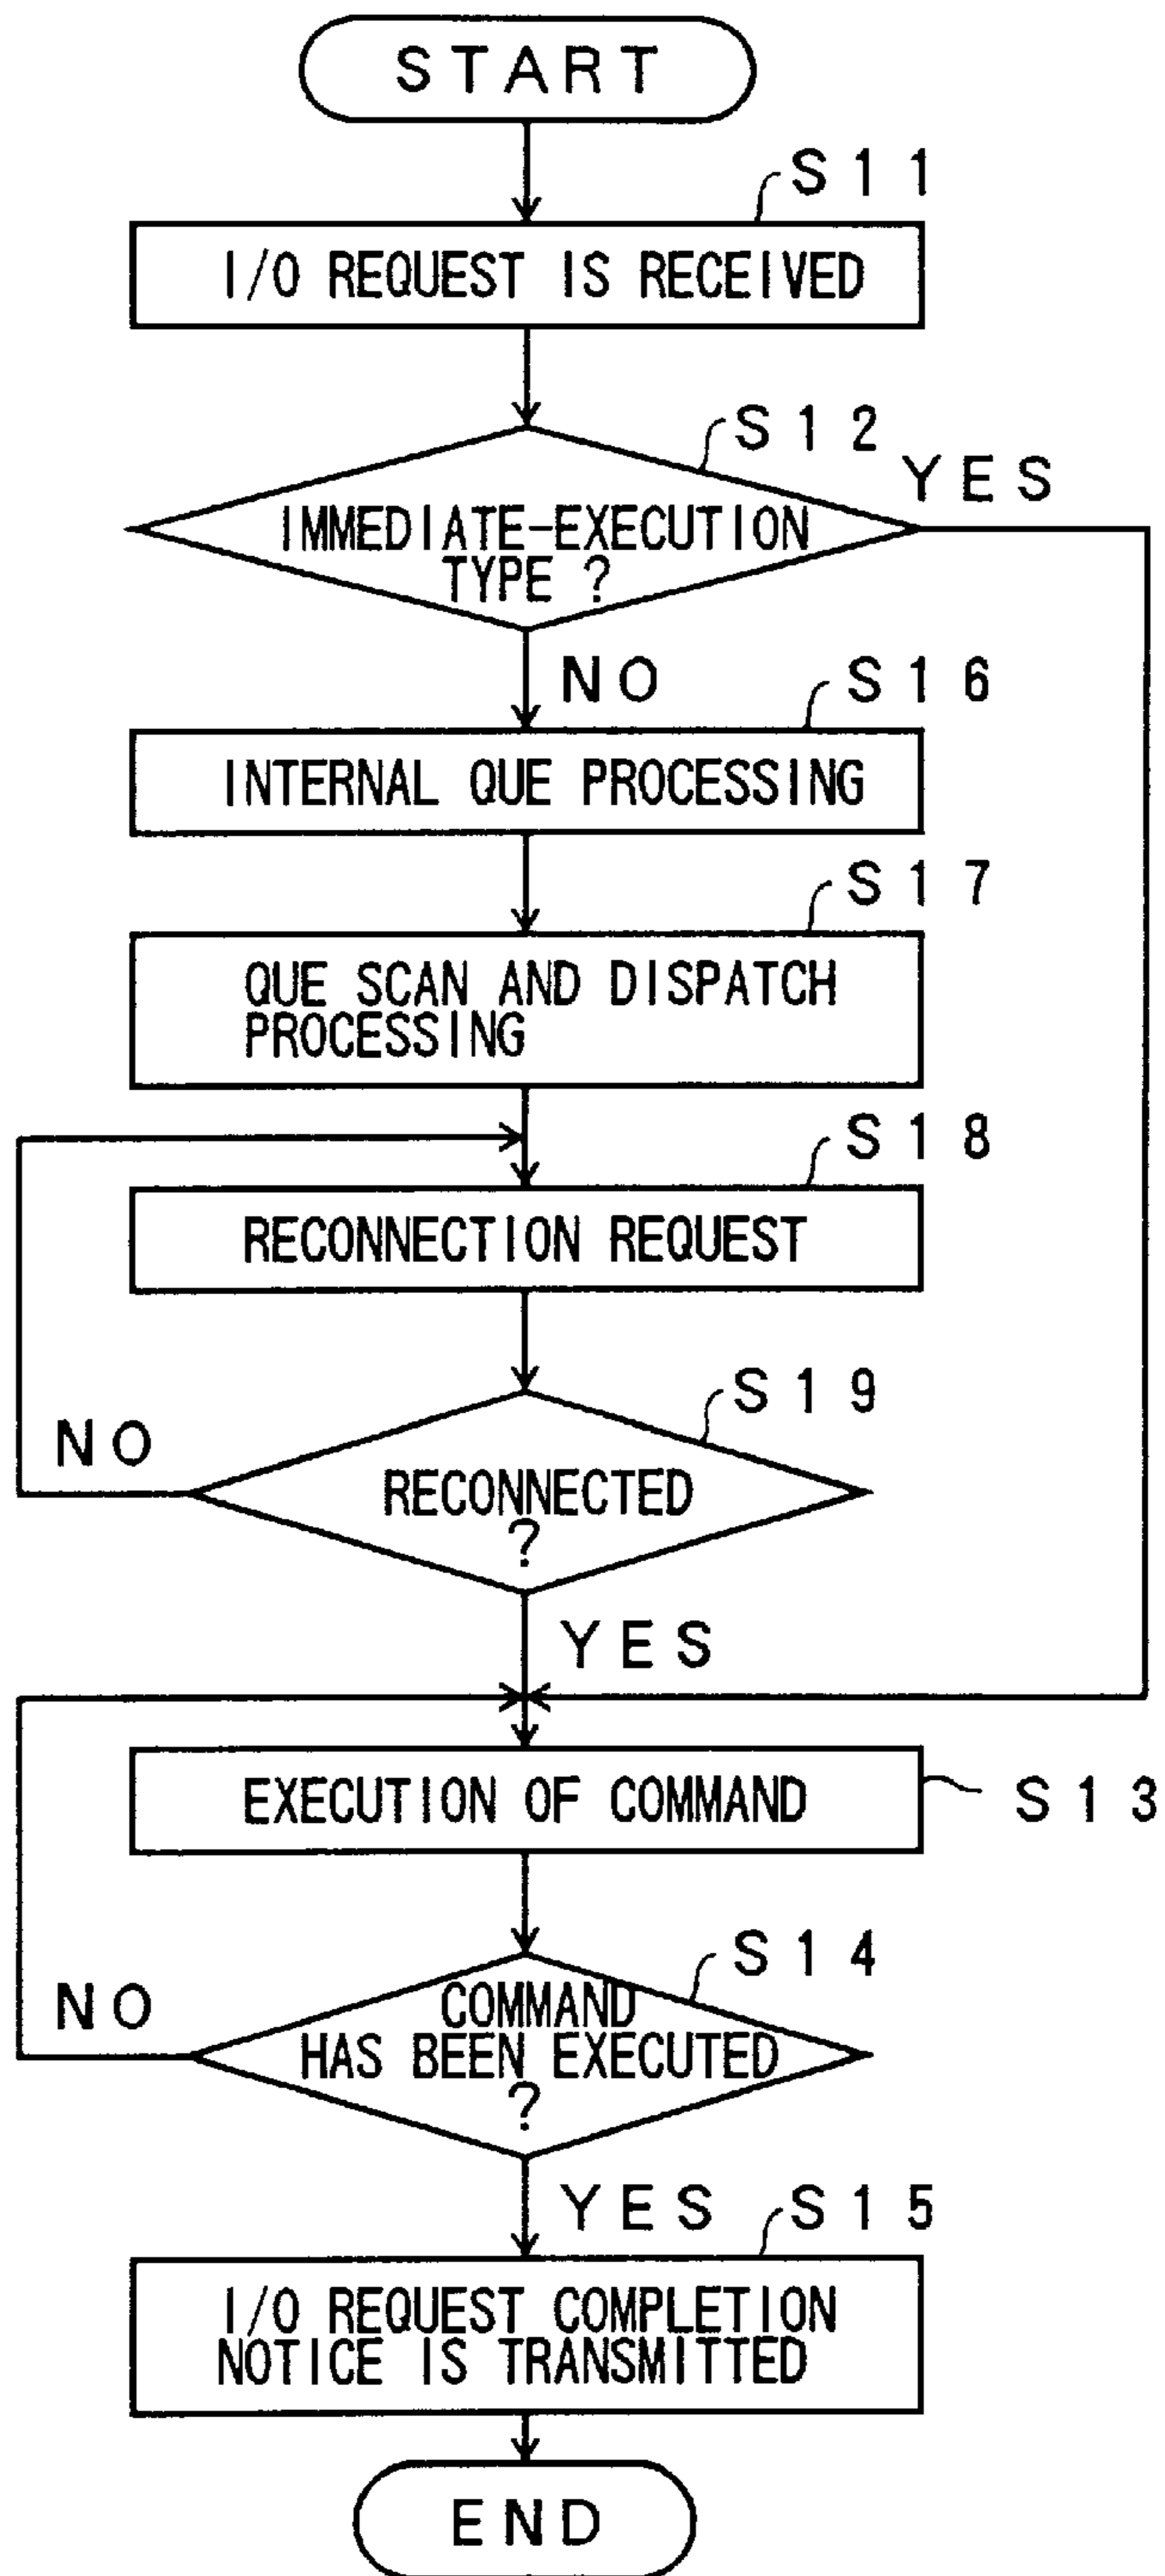 START
S11
I/O REQUEST IS RECEIVED
S12
YES
IMMEDIATE-EXECUTION
TYPE ?
NO
S16
INTERNAL QUE PROCESSING
S17
QUE SCAN AND DISPATCH
PROCESSING
S18
RECONNECTION REQUEST
S19
NO
RECONNECTED
?
YES
EXECUTION OF COMMAND
S13
S14
COMMAND
NO
HAS BEEN EXECUTED
?
YES
S15
I/O REQUEST COMPLETION
NOTICE IS TRANSMITTED
END